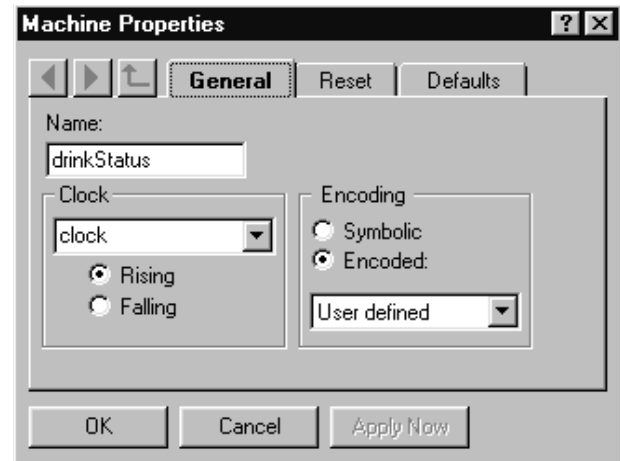 Machine Properties
General Reset Defaults
Name:
drinkStatus
Clock
clock
Rising
Falling
Encoding
Symbolic
Encoded:
User defined
OK Cancel Apply Now